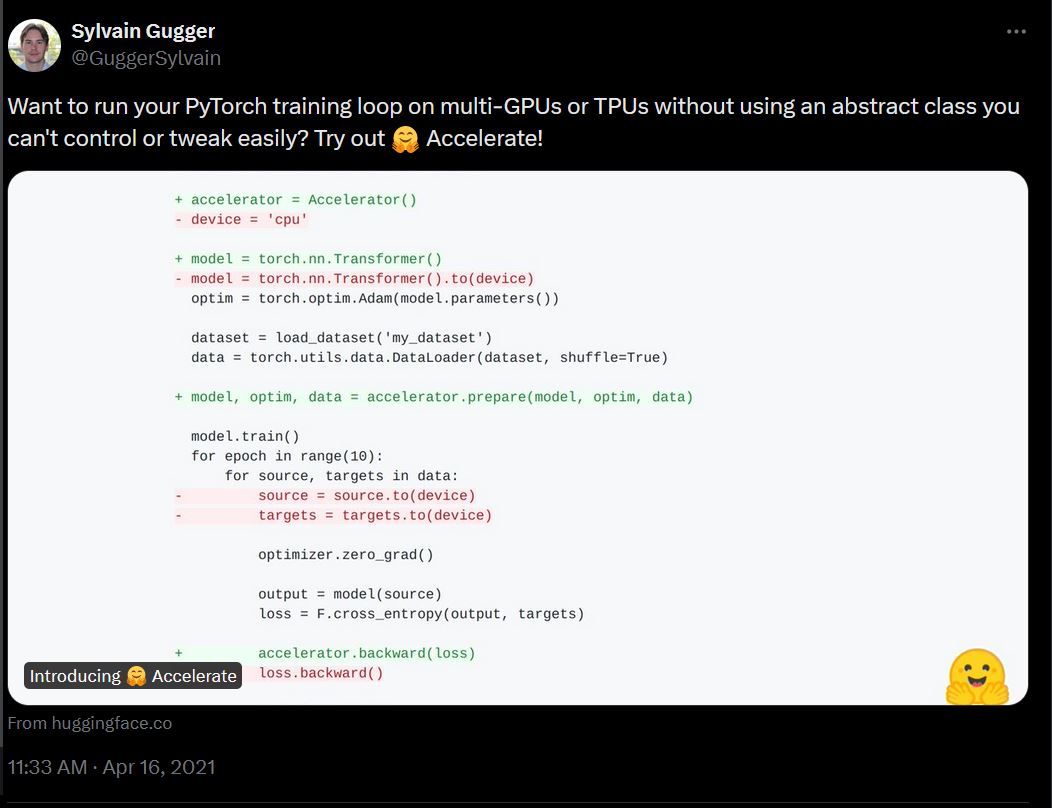 Sylvain Gugger
@GuggerSylvain
Want to run your PyTorch training loop on multi-GPUs or TPUs without using an abstract class you
can't control or tweak easily? Try out 🤗 Accelerate!
+ accelerator = Accelerator()
- device = 'cpu'
+ model = torch.nn.Transformer()
- model = torch.nn.Transformer().to(device)
optim = torch.optim.Adam(model.parameters())
dataset = load_dataset('my_dataset')
data = torch.utils.data.DataLoader(dataset, shuffle=True)
+ model, optim, data = accelerator.prepare(model, optim, data)
model.train()
for epoch in range(10):
for source, targets in data:
- source = source.to(device)
- targets = targets.to(device)
optimizer.zero_grad()
output = model(source)
loss = F.cross_entropy(output, targets)
+ accelerator.backward(loss)
loss.backward()
Introducing 🤗 Accelerate
From huggingface.co
11:33 AM · Apr 16, 2021